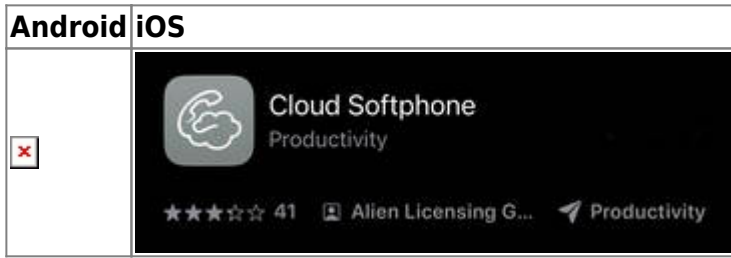 Android iOS
Cloud Softphone
Productivity
★★★☆☆ 41 Alien Licensing G... Productivity